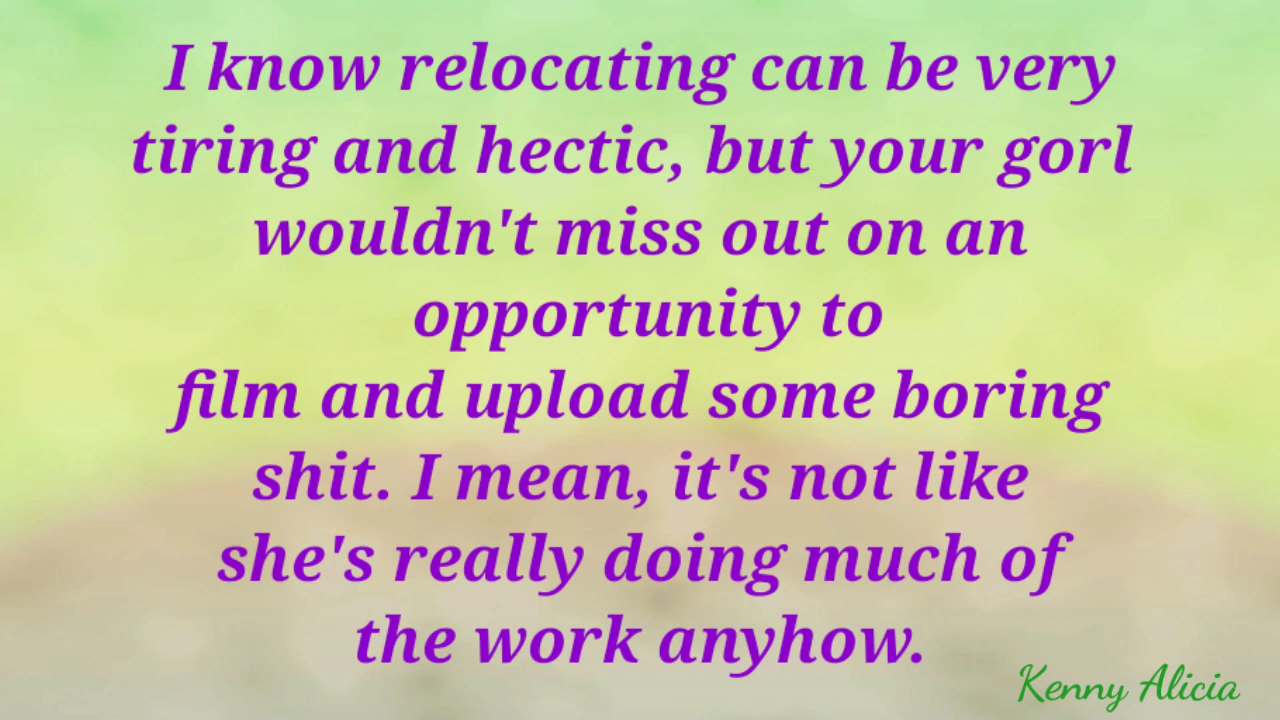 I know relocating can be very
tiring and hectic, but your gorl
wouldn't miss out on an
opportunity to
film and upload some boring
shit. I mean, it's not like
she's really doing much of
the work anyhow.
Kenny Alicia